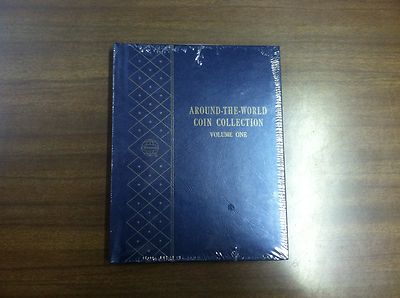 AROUND-THE-WORLD
COIN COLLECTION
VOLUME ONE